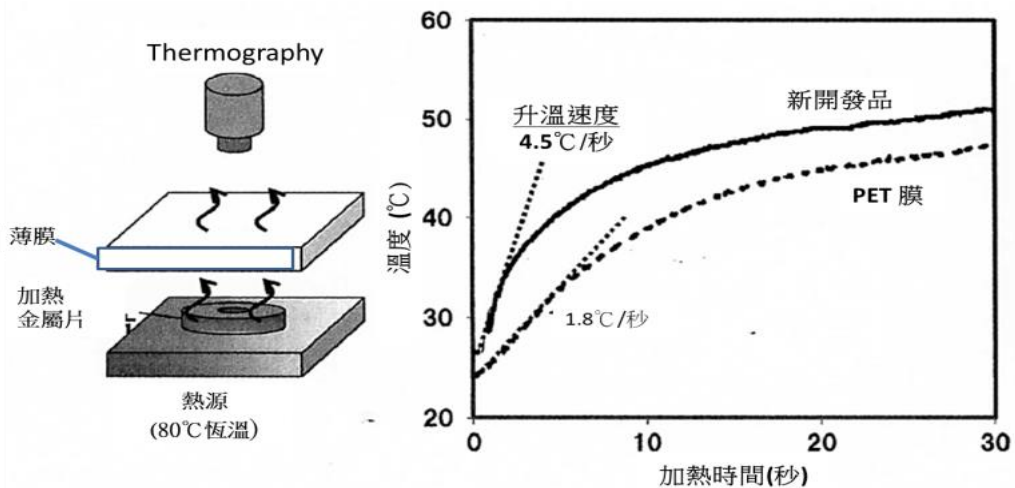 Thermography
薄膜
加熱
金屬片
熱源
(80℃恆溫)
60
50
40
30
20
溫度 (℃)
升溫速度
4.5℃/秒
新開發品
PET 膜
1.8℃/秒
0
10
20
30
加熱時間(秒)